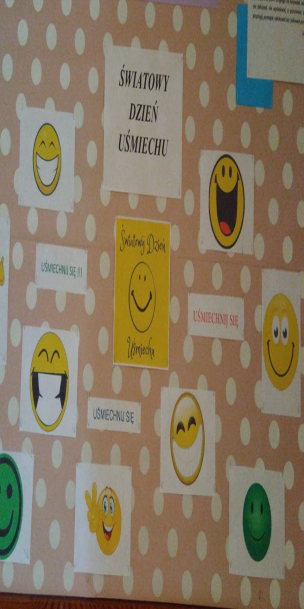 ŚWIATOWY
DZIEŃ
UŚMIECHU
Światowy Dzień
Uśmiechu
UŚMIECHNIJ SIĘ !!!
UŚMIECHNIJ SIĘ
UŚMIECHNIJ SIĘ